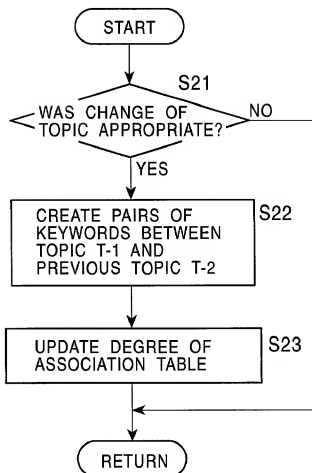 START
S21
WAS CHANGE OF
TOPIC APPROPRIATE?
NO
YES
S22
CREATE PAIRS OF
KEYWORDS BETWEEN
TOPIC T-1 AND
PREVIOUS TOPIC T-2
S23
UPDATE DEGREE OF
ASSOCIATION TABLE
RETURN